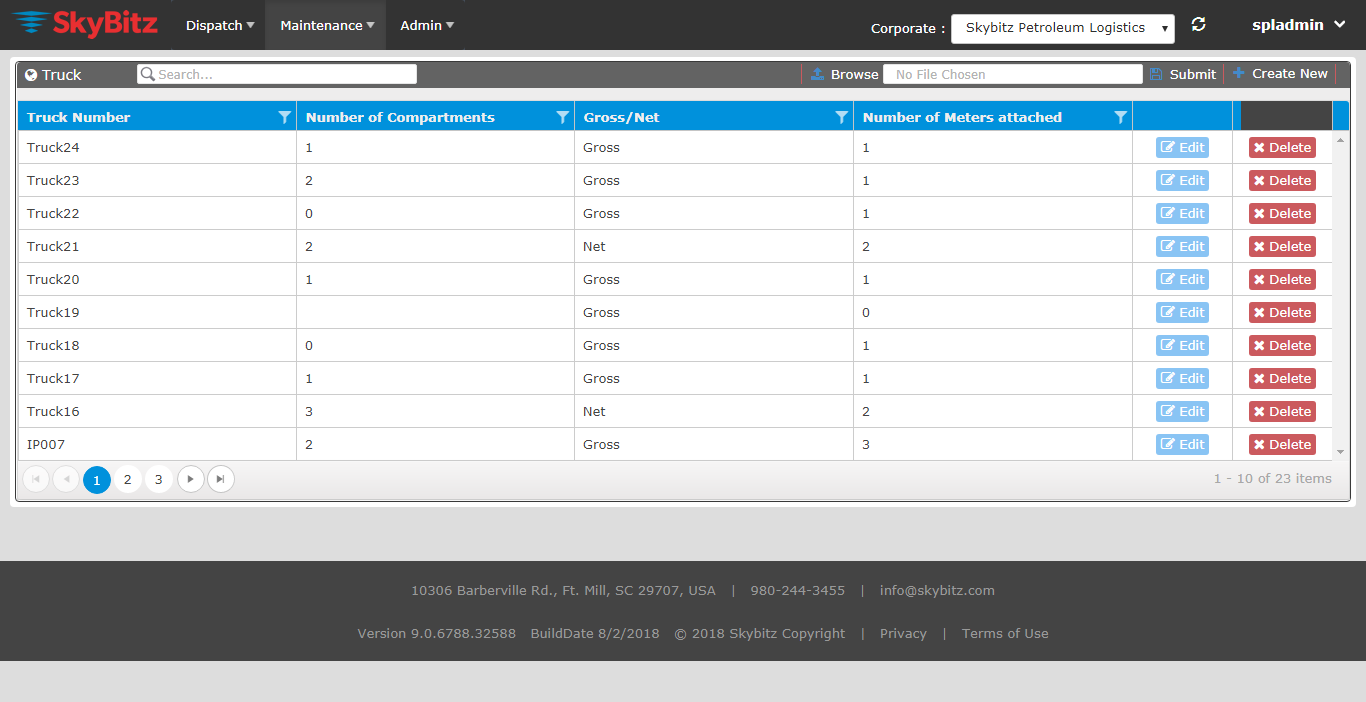 SkyBitz Dispatch Maintenance Admin Corporate : Skybitz Petroleum Logistics spladmin
Truck Search... Browse No File Chosen Submit Create New
Truck Number Number of Compartments Gross/Net Number of Meters attached
Truck24 1 Gross 1 Edit Delete
Truck23 2 Gross 1 Edit Delete
Truck22 0 Gross 1 Edit Delete
Truck21 2 Net 2 Edit Delete
Truck20 1 Gross 1 Edit Delete
Truck19 Gross 0 Edit Delete
Truck18 0 Gross 1 Edit Delete
Truck17 1 Gross 1 Edit Delete
Truck16 3 Net 2 Edit Delete
IP007 2 Gross 3 Edit Delete
1 2 3 1 - 10 of 23 items
10306 Barberville Rd., Ft. Mill, SC 29707, USA | 980-244-3455 | info@skybitz.com
Version 9.0.6788.32588 BuildDate 8/2/2018 © 2018 Skybitz Copyright | Privacy | Terms of Use